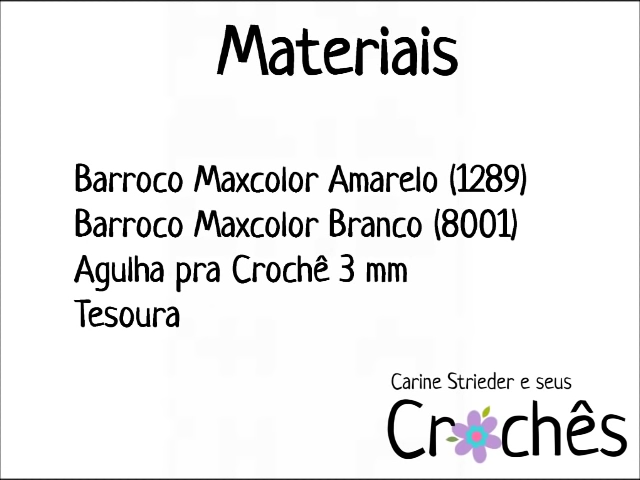 Materiais
Barroco Maxcolor Amarelo (1289)
Barroco Maxcolor Branco (8001)
Agulha pra Crochê 3 mm
Tesoura
Carine Strieder e seus
Crochês